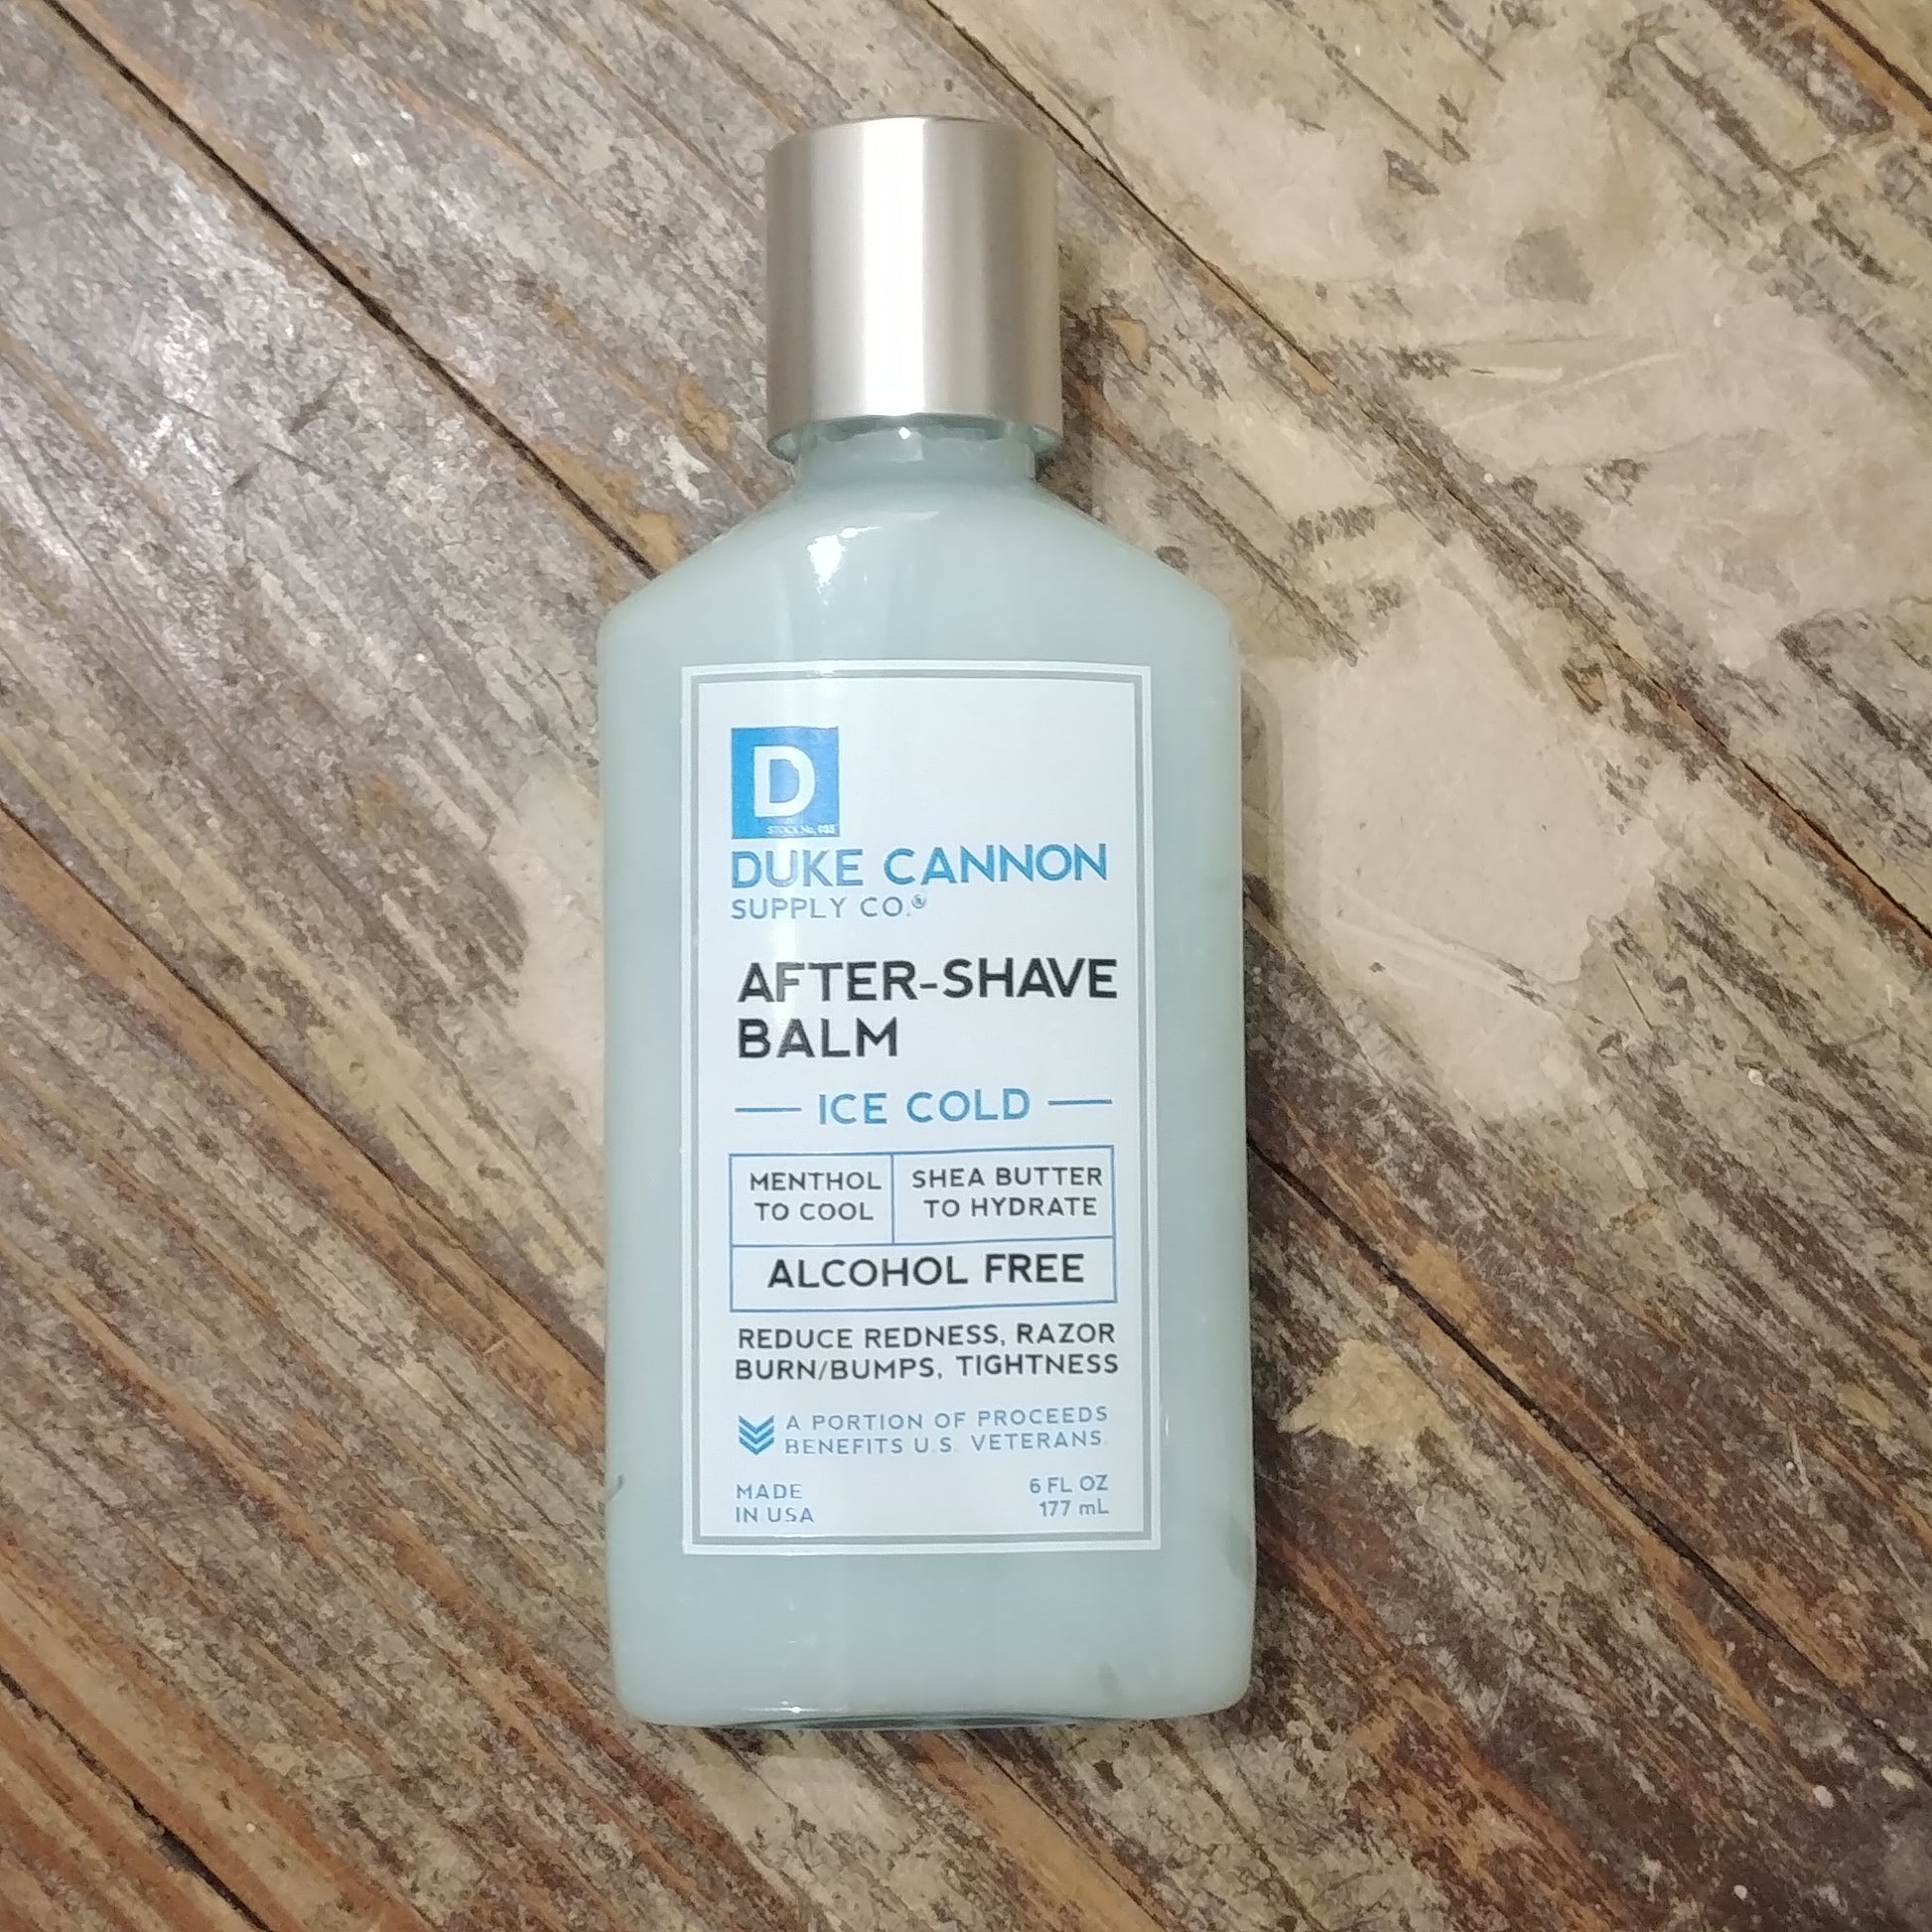 D
DUKE CANNON
SUPPLY CO.®
AFTER-SHAVE
BALM
ICE COLD
MENTHOL
TO COOL
SHEA BUTTER
TO HYDRATE
ALCOHOL FREE
REDUCE REDNESS, RAZOR
BURN/BUMPS, TIGHTNESS
A PORTION OF PROCEEDS
BENEFITS U.S. VETERANS.
MADE
IN USA
6 FL OZ
177 mL